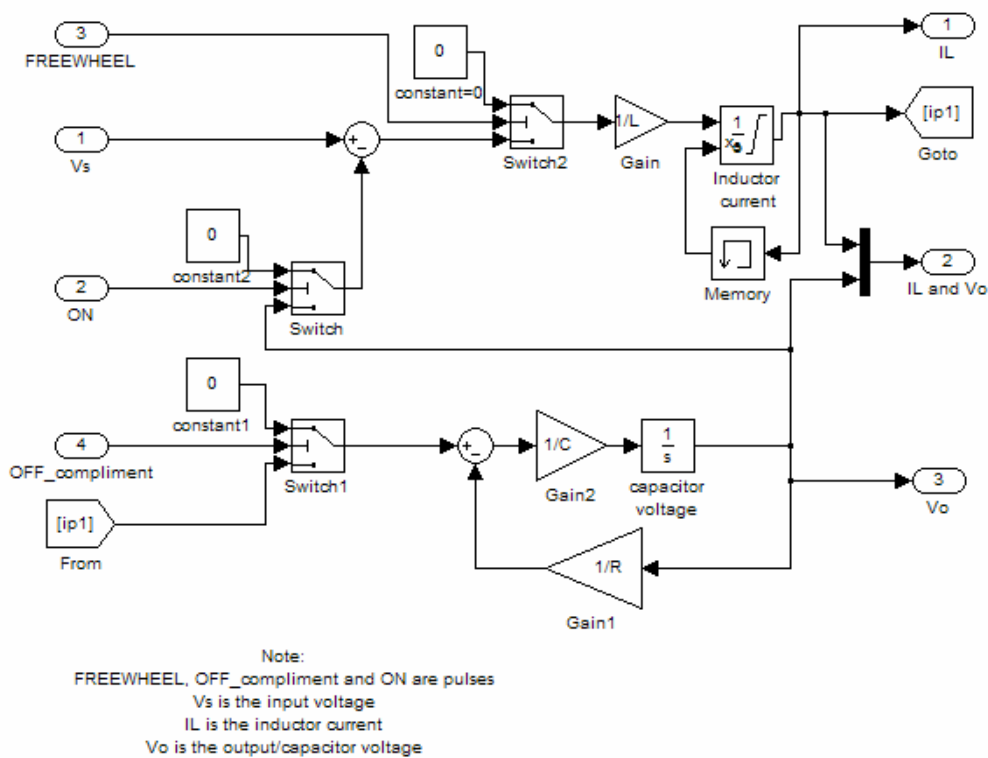 3
FREEWHEEL
0
constant=0
Switch2
1/L
Gain
1
Inductor
current
1
IL
[ip1]
Goto
1
Vs
+
−
0
constant2
2
ON
Switch
Memory
2
IL and Vo
0
constant1
4
OFF_compliment
Switch1
[ip1]
From
+
−
1/C
Gain2
1
s
capacitor
voltage
3
Vo
1/R
Gain1
Note:
FREEWHEEL, OFF_compliment and ON are pulses
Vs is the input voltage
IL is the inductor current
Vo is the output/capacitor voltage